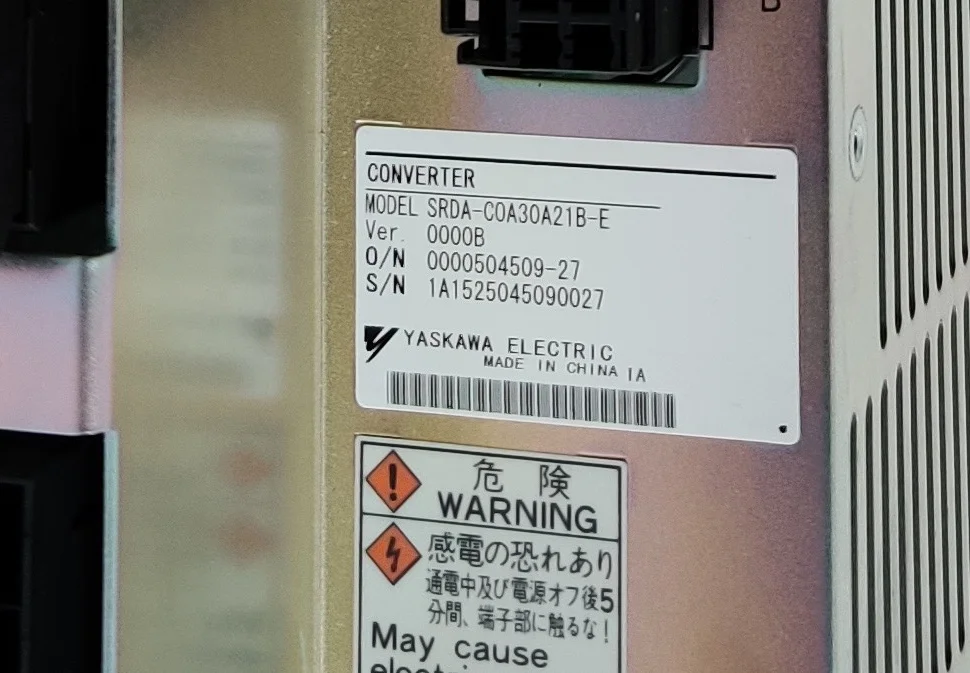 CONVERTER
MODEL SRDA-COA30A21B-E
Ver. 0000B
O/N 0000504509-27
S/N 1A1525045090027
YASKAWA ELECTRIC
MADE IN CHINA IA
危険
WARNING
感電の恐れあり
通電中及び電源オフ後5
分間、端子部に触るな!
May cause